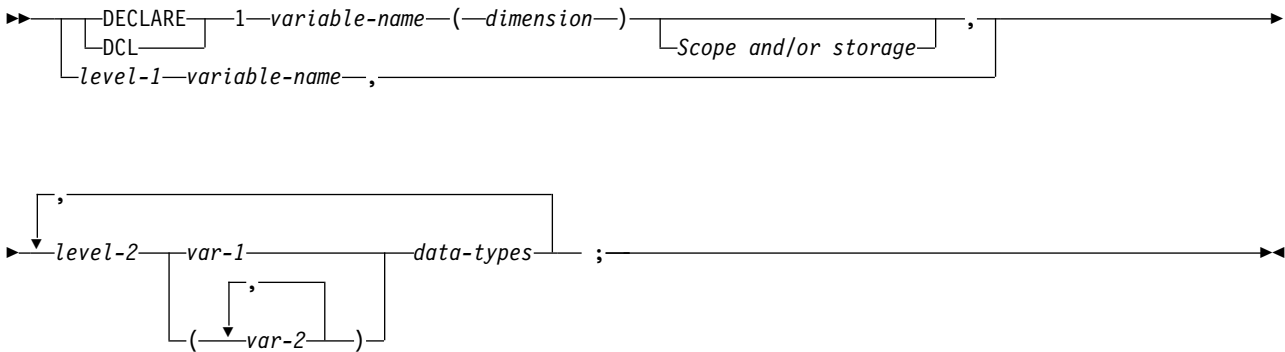 DECLARE 1 variable-name ( dimension ) ,
DCL Scope and/or storage
level-1 variable-name ,
,
level-2 var-1 data-types ;
,
( var-2 )